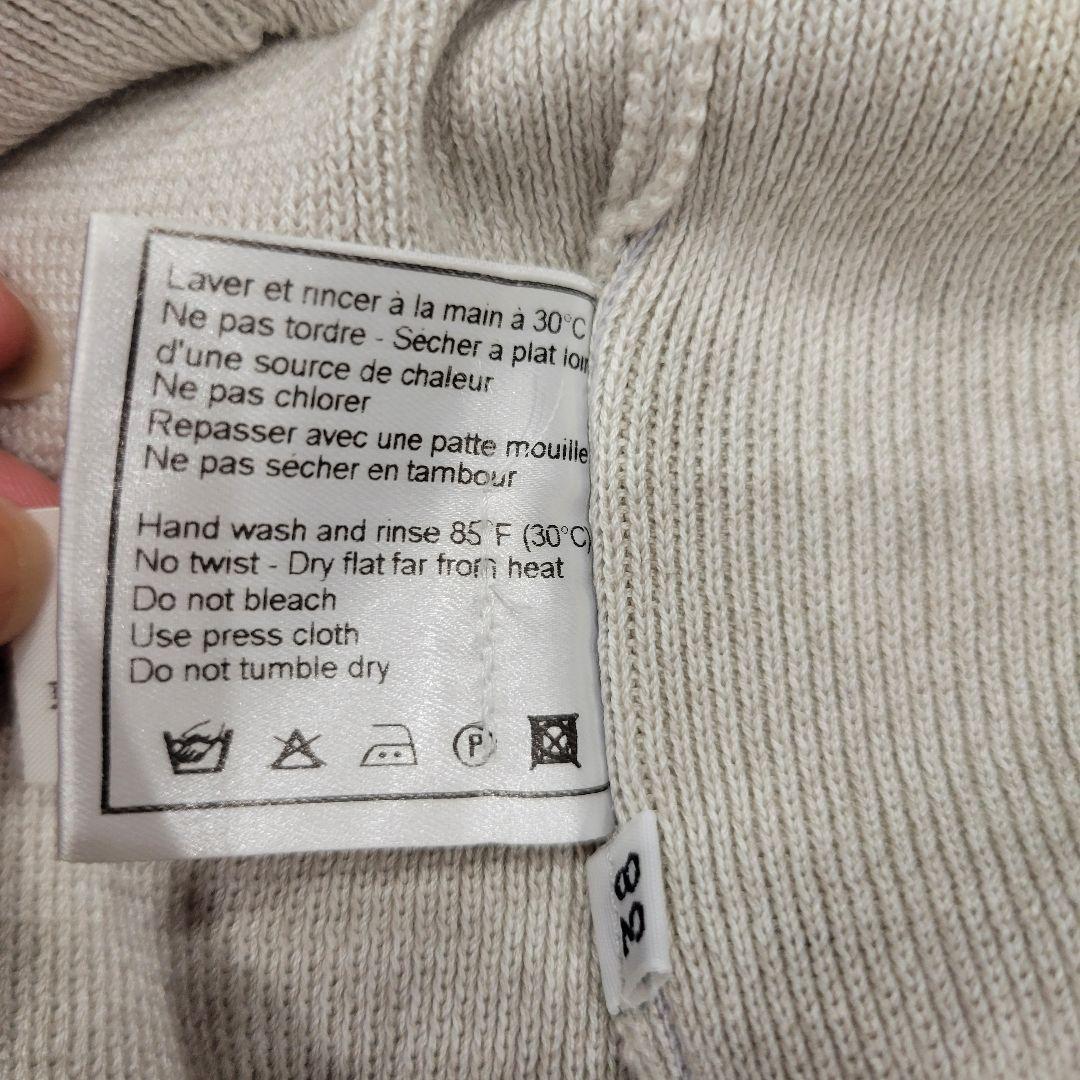 Laver et rincer à la main à 30°C
Ne pas tordre - Sécher a plat loin
d'une source de chaleur
Ne pas chlorer
Repasser avec une patte mouille
Ne pas sécher en tambour
Hand wash and rinse 85°F (30°C)
No twist - Dry flat far from heat
Do not bleach
Use press cloth
Do not tumble dry
P
38